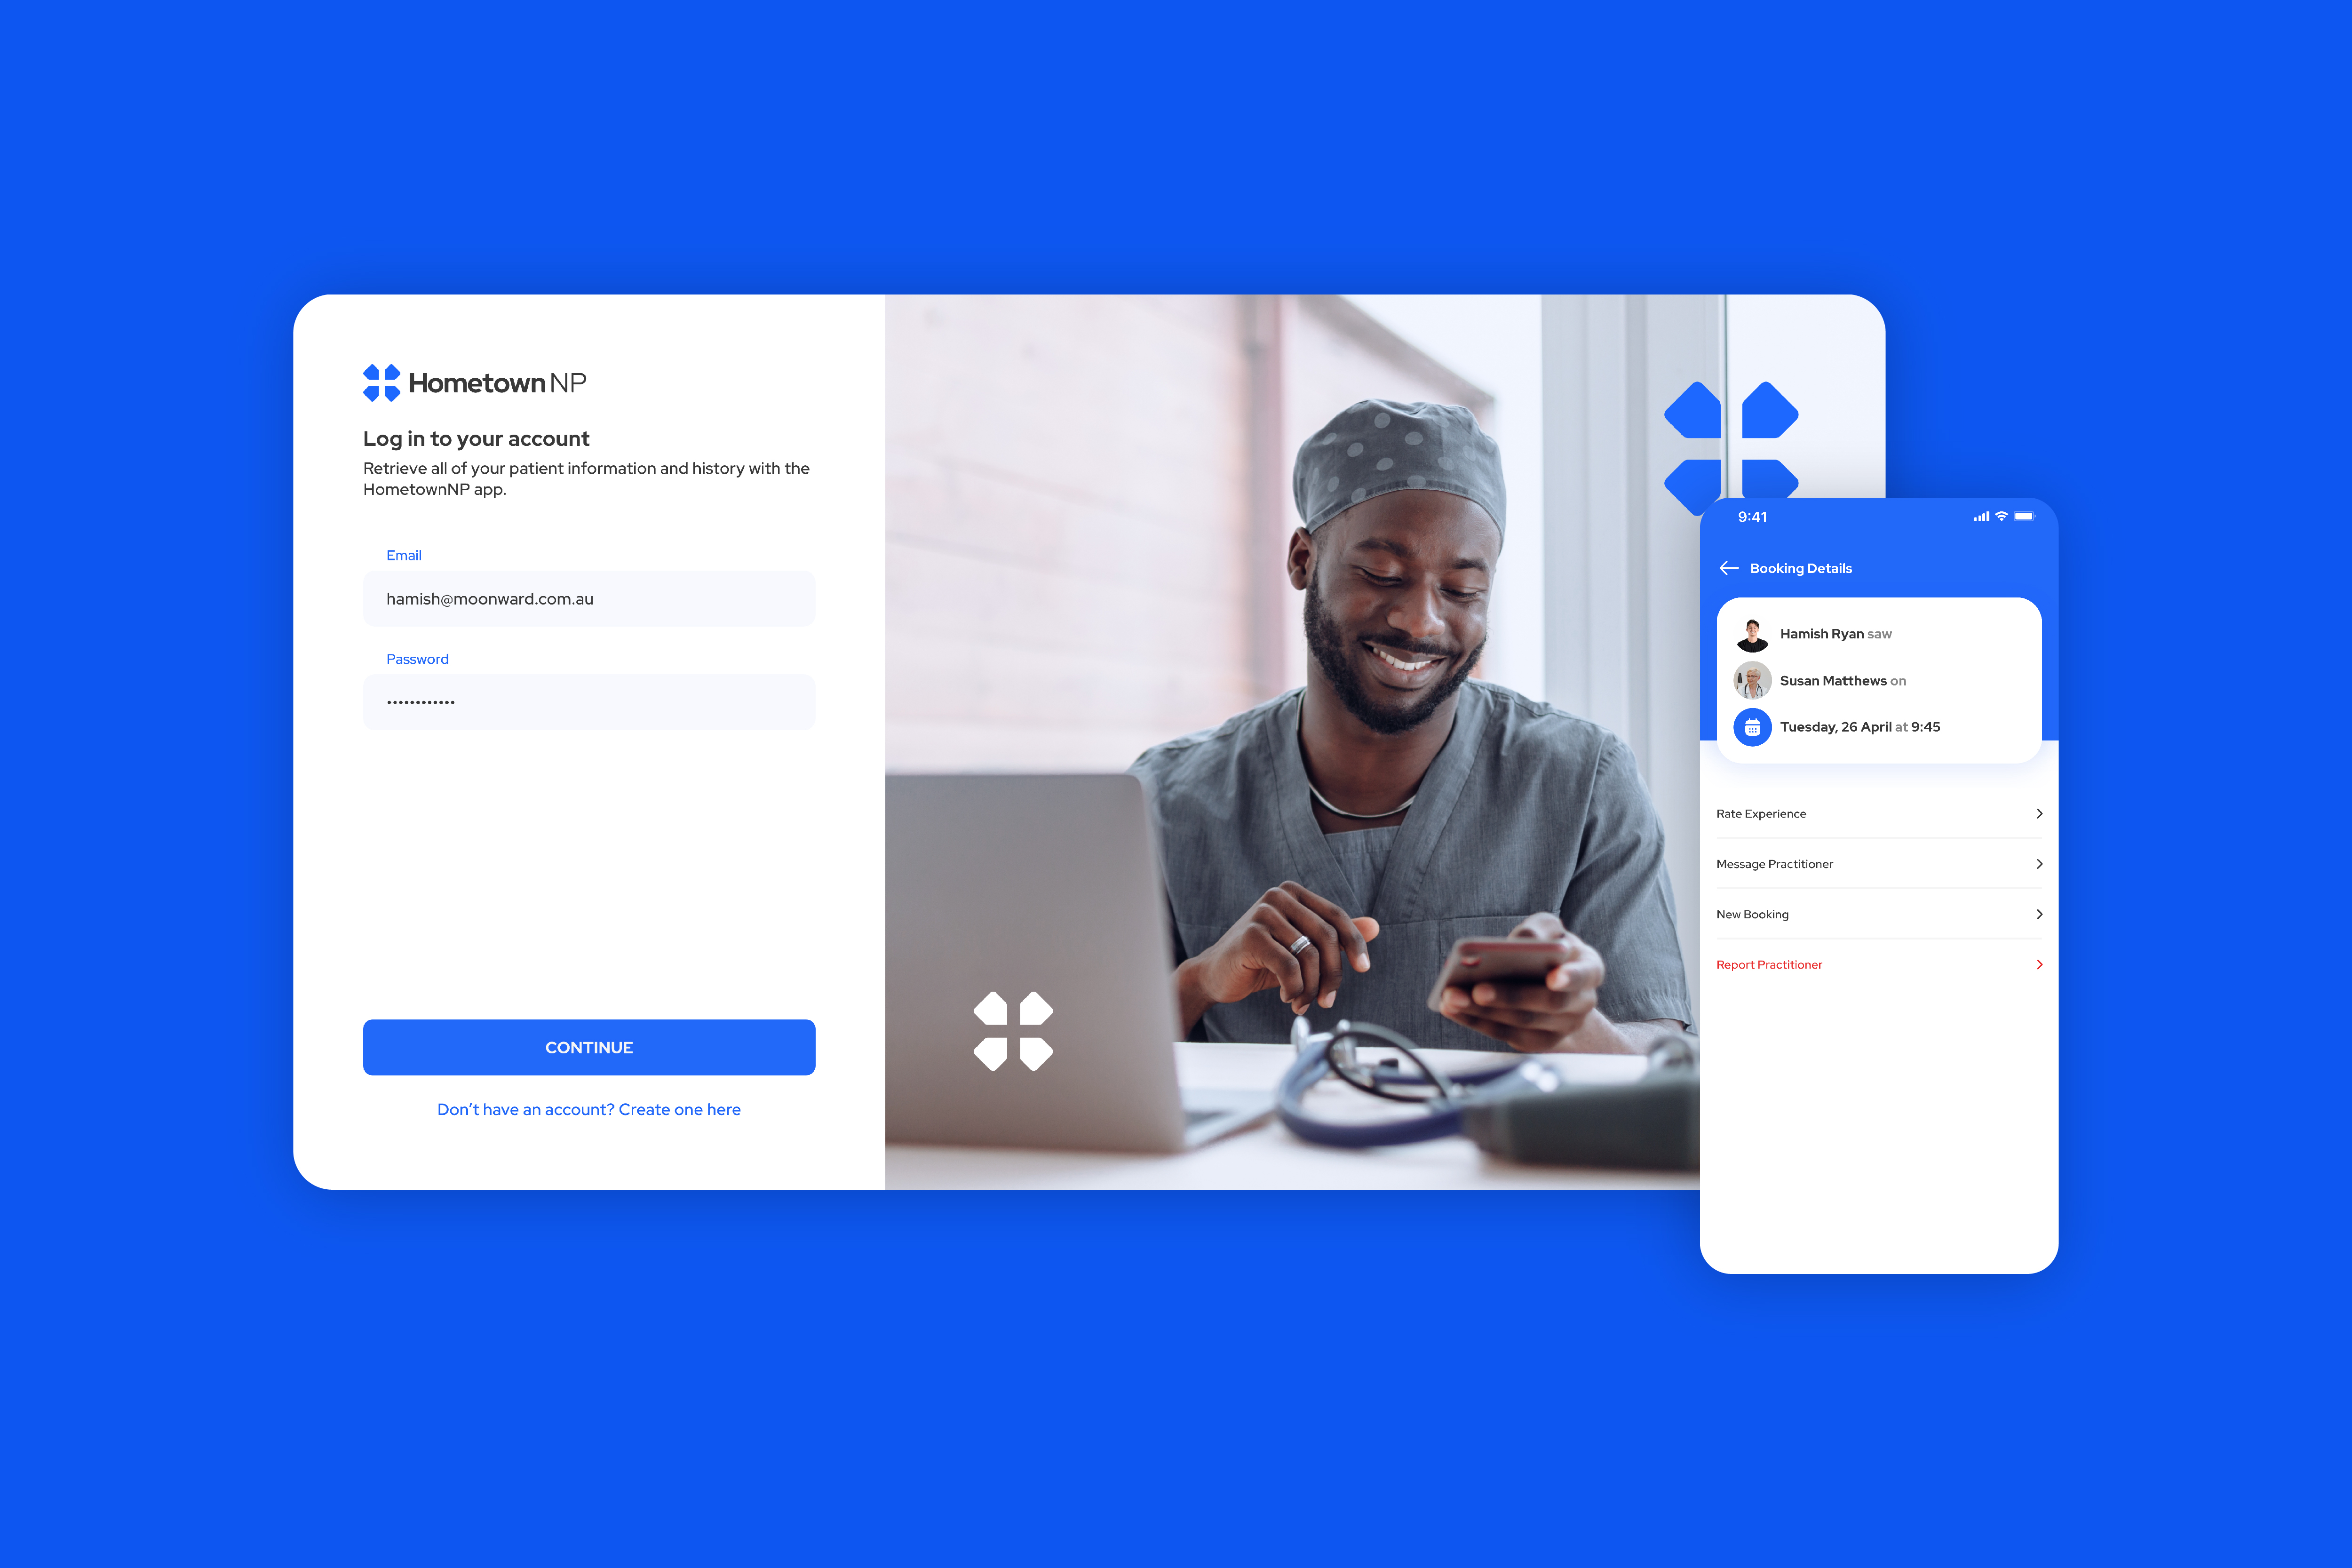 Hometown NP
Log in to your account
Retrieve all of your patient information and history with the
HometownNP app.
Email
hamish@moonward.com.au
Password
••••••••••••
CONTINUE
Don’t have an account? Create one here
9:41
Booking Details
Hamish Ryan saw
Susan Matthews on
Tuesday, 26 April at 9:45
Rate Experience
Message Practitioner
New Booking
Report Practitioner